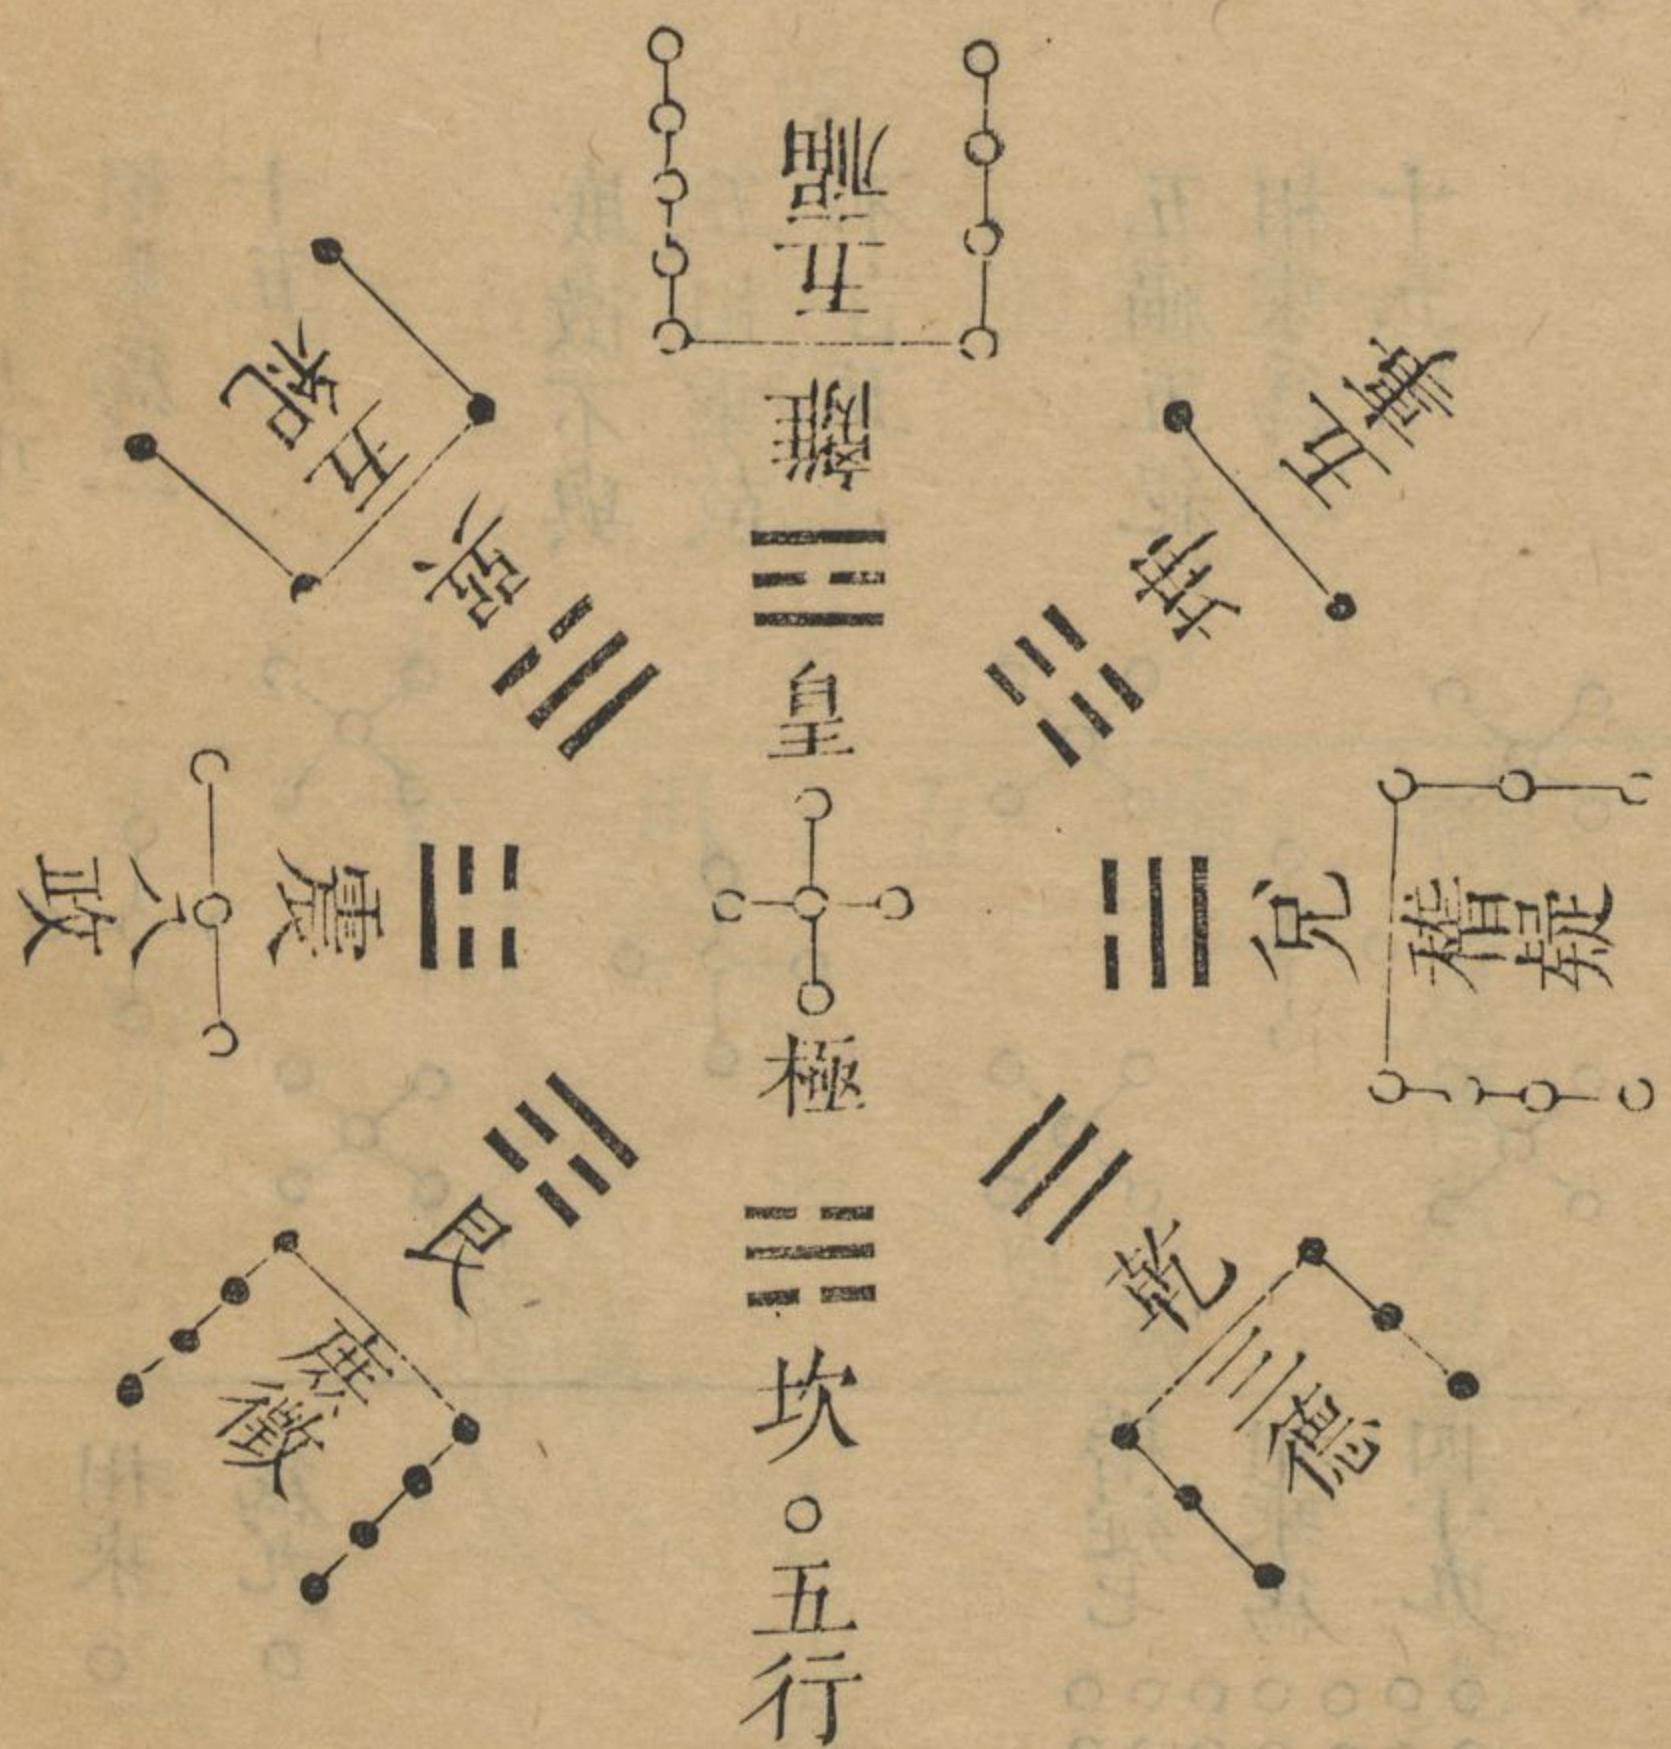 五福
離
五事
坤
五紀
巽
皇極
八政
震
兌
稽疑
乾
三德
艮
庶徵
坎
五行